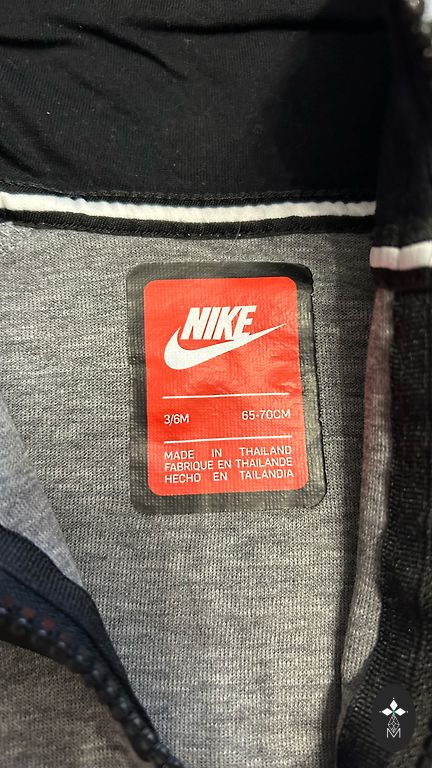 NIKE
3/6M 65-70CM
MADE IN THAILAND
FABRIQUE EN THAILANDE
HECHO EN TAILANDIA
M